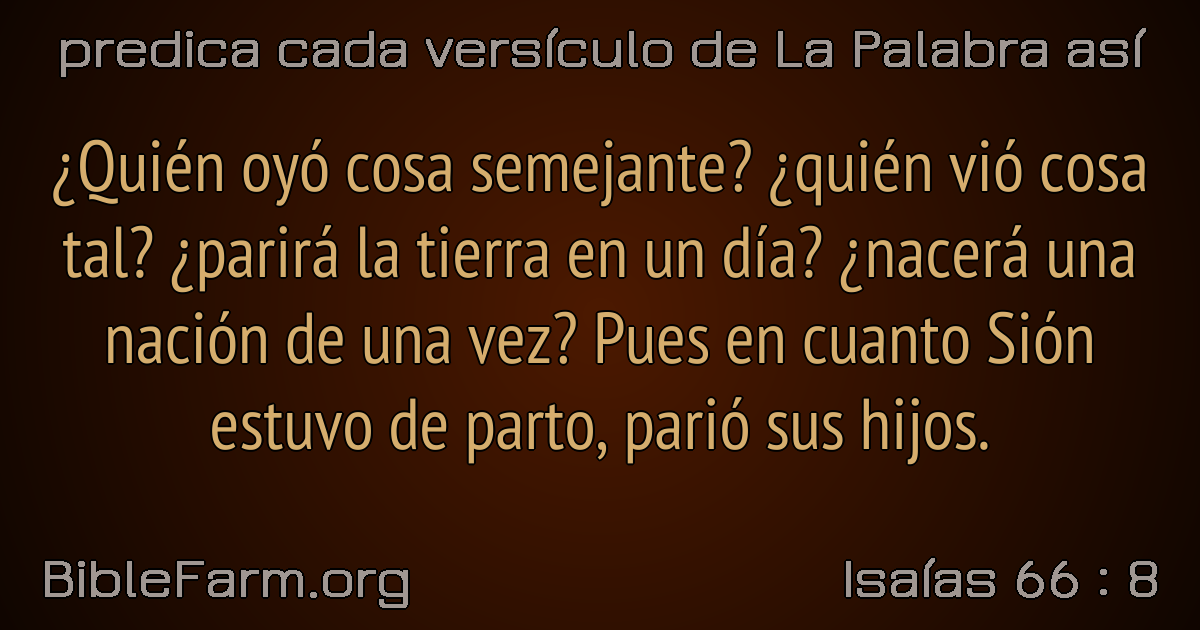 predica cada versículo de La Palabra así
¿Quién oyó cosa semejante? ¿quién vió cosa
tal? ¿parirá la tierra en un día? ¿nacerá una
nación de una vez? Pues en cuanto Sión
estuvo de parto, parió sus hijos.
BibleFarm.org
Isaías 66 : 8